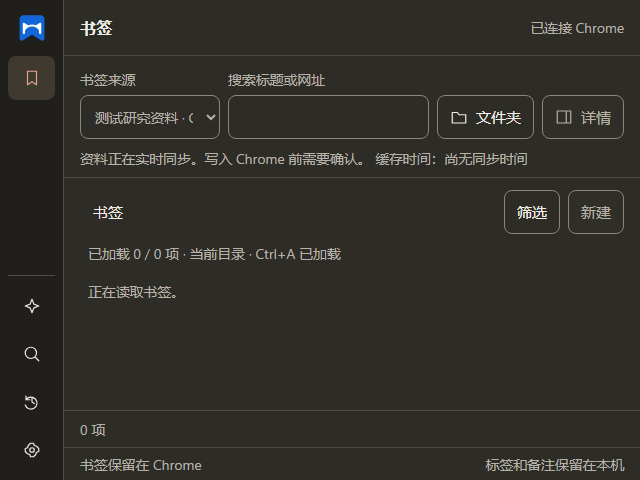 书签
已连接 Chrome
书签来源
搜索标题或网址
测试研究资料 ·
文件夹
详情
资料正在实时同步。写入 Chrome 前需要确认。 缓存时间：尚无同步时间
书签
筛选
新建
已加载 0 / 0 项 · 当前目录 · Ctrl+A 已加载
正在读取书签。
0 项
书签保留在 Chrome
标签和备注保留在本机